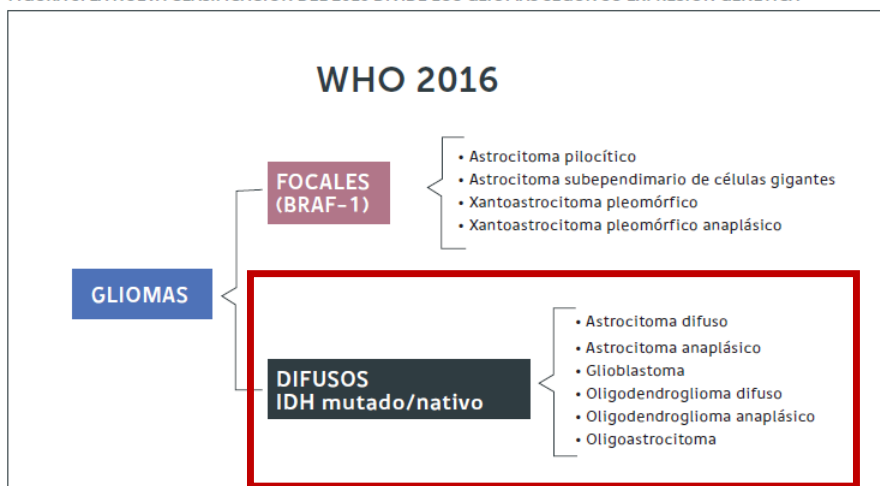 WHO 2016
FOCALES
(BRAF-1)
• Astrocitoma pilocítico
• Astrocitoma subependimario de células gigantes
• Xantoastrocitoma pleomórfico
• Xantoastrocitoma pleomórfico anaplásico
GLIOMAS
DIFUSOS
IDH mutado/nativo
• Astrocitoma difuso
• Astrocitoma anaplásico
• Glioblastoma
• Oligodendroglioma difuso
• Oligodendroglioma anaplásico
• Oligoastrocitoma